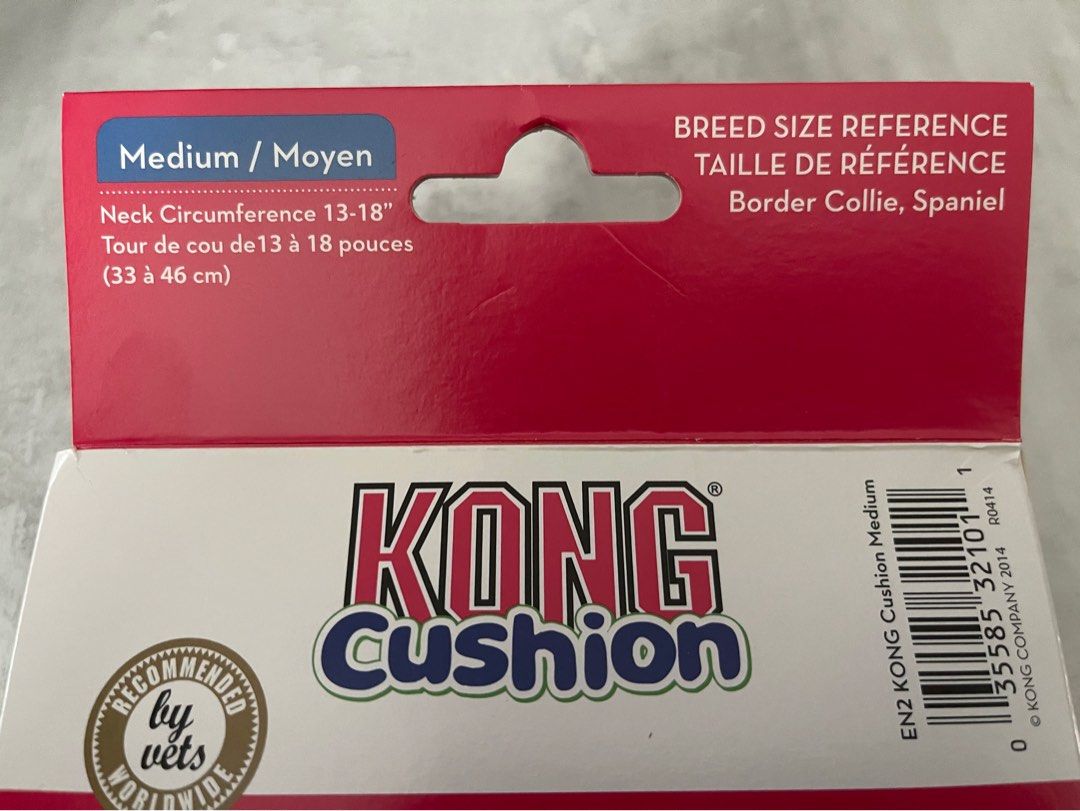 Medium / Moyen
Neck Circumference 13-18”
Tour de cou de13 à 18 pouces
(33 à 46 cm)
BREED SIZE REFERENCE
TAILLE DE RÉFÉRENCE
Border Collie, Spaniel
KONG®
Cushion
RECOMMENDED
by
vets
WORLDWIDE
EN2 KONG Cushion Medium
0 35585 32101 1
© KONG COMPANY 2014 R0414